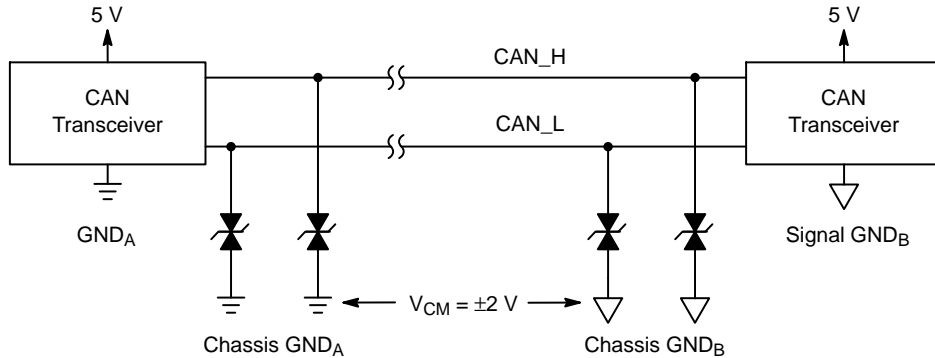 5 V
5 V
CAN_H
CAN
Transceiver
CAN
Transceiver
CAN_L
GNDA
Signal GNDB
VCM = ±2 V
Chassis GNDA
Chassis GNDB